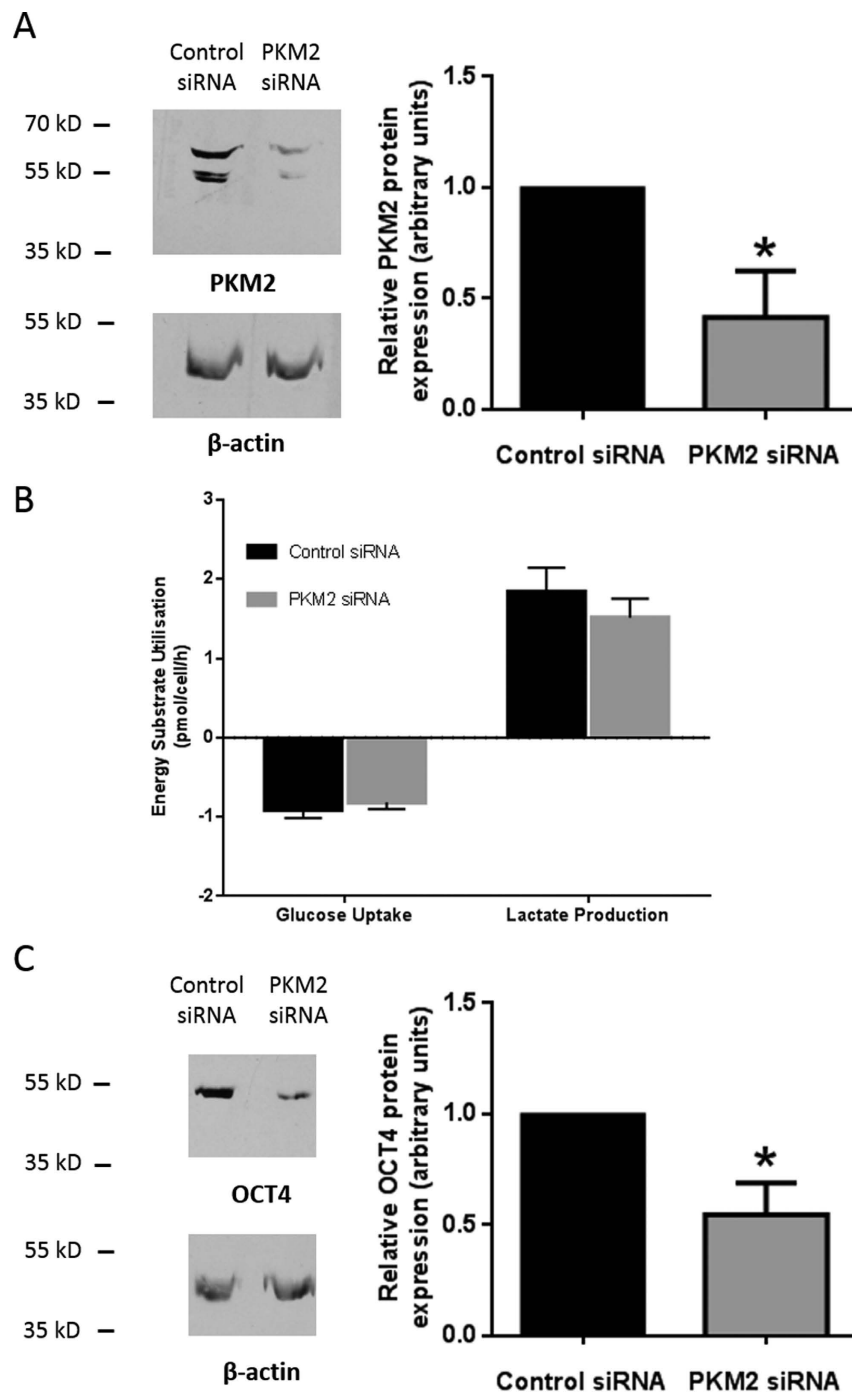 A
Control PKM2
siRNA siRNA
70 kD
55 kD
35 kD
PKM2
55 kD
35 kD
β-actin
Relative PKM2 protein
expression (arbitrary units)
1.5
1.0
0.5
0.0
*
Control siRNA PKM2 siRNA
B
Energy Substrate Utilisation
(pmol/cell/h)
3
2
1
0
-1
-2
Control siRNA
PKM2 siRNA
Glucose Uptake Lactate Production
C
Control PKM2
siRNA siRNA
55 kD
35 kD
OCT4
55 kD
35 kD
β-actin
Relative OCT4 protein
expression (arbitrary units)
1.5
1.0
0.5
0.0
*
Control siRNA PKM2 siRNA